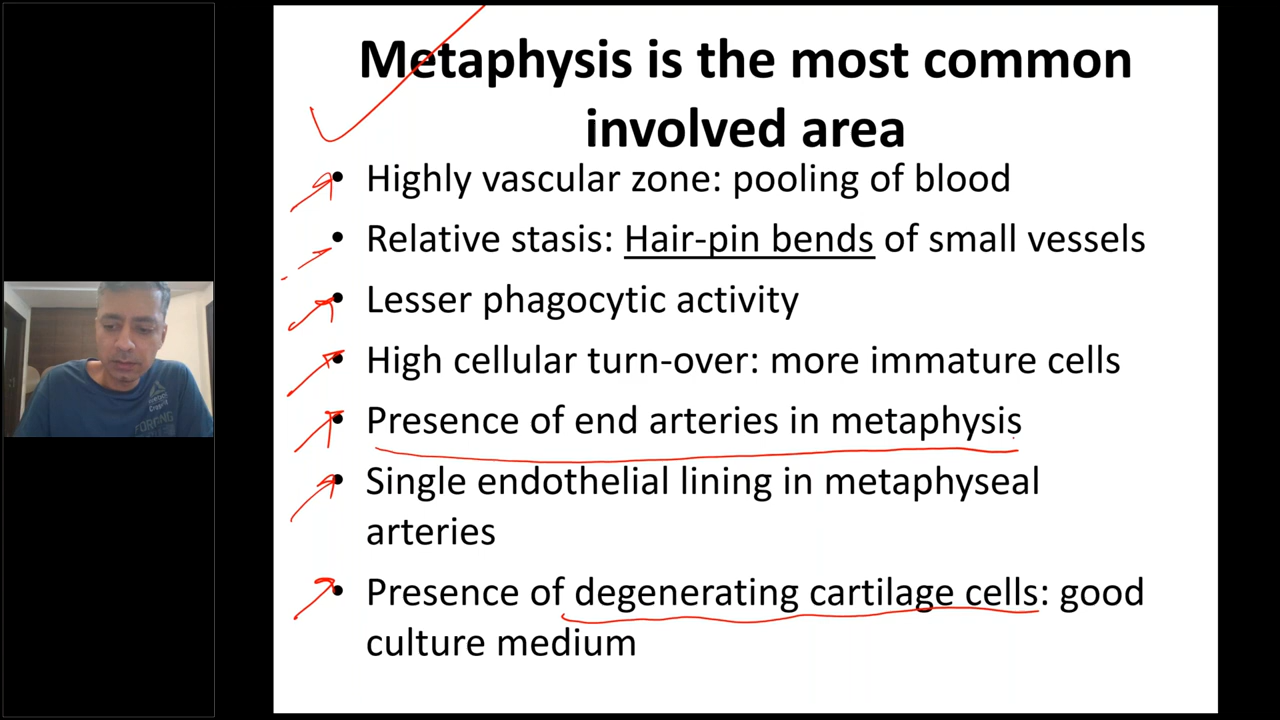 Metaphysis is the most common
involved area
• Highly vascular zone: pooling of blood
• Relative stasis: Hair-pin bends of small vessels
• Lesser phagocytic activity
• High cellular turn-over: more immature cells
• Presence of end arteries in metaphysis
• Single endothelial lining in metaphyseal
arteries
• Presence of degenerating cartilage cells: good
culture medium